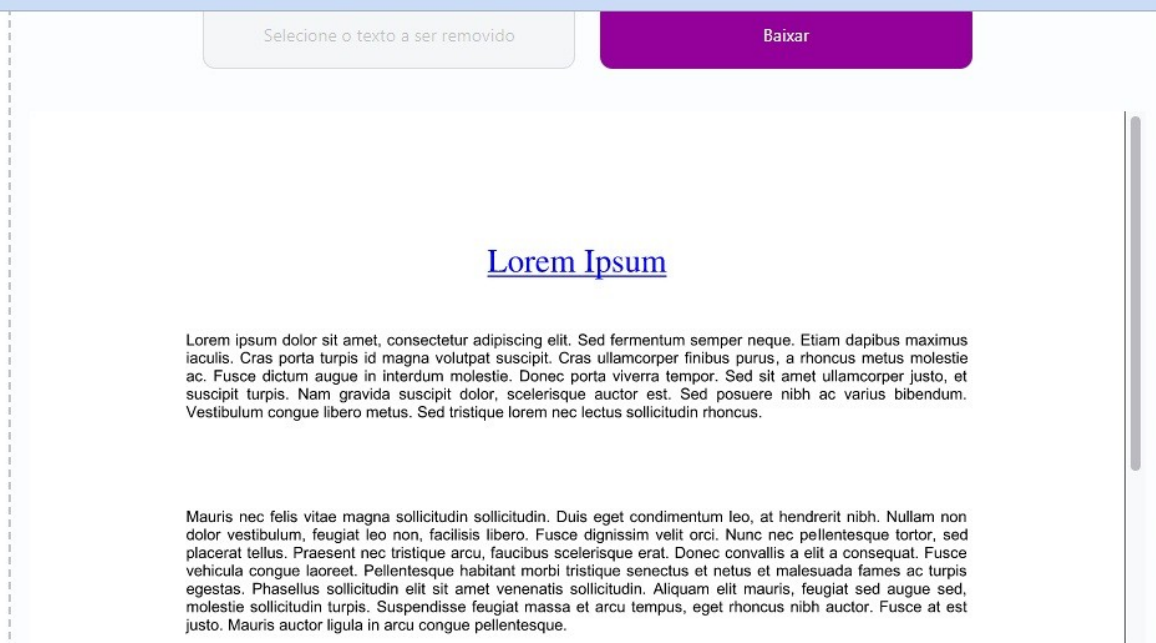 Selecione o texto a ser removido
Baixar
Lorem Ipsum
Lorem ipsum dolor sit amet, consectetur adipiscing elit. Sed fermentum semper neque. Etiam dapibus maximus
iaculis. Cras porta turpis id magna volutpat suscipit. Cras ullamcorper finibus purus, a rhoncus metus molestie
ac. Fusce dictum augue in interdum molestie. Donec porta viverra tempor. Sed sit amet ullamcorper justo, et
suscipit turpis. Nam gravida suscipit dolor, scelerisque auctor est. Sed posuere nibh ac varius bibendum.
Vestibulum congue libero metus. Sed tristique lorem nec lectus sollicitudin rhoncus.
Mauris nec felis vitae magna sollicitudin sollicitudin. Duis eget condimentum leo, at hendrerit nibh. Nullam non
dolor vestibulum, feugiat leo non, facilisis libero. Fusce dignissim velit orci. Nunc nec pellentesque tortor, sed
placerat tellus. Praesent nec tristique arcu, faucibus scelerisque erat. Donec convallis a elit a consequat. Fusce
vehicula congue laoreet. Pellentesque habitant morbi tristique senectus et netus et malesuada fames ac turpis
egestas. Phasellus sollicitudin elit sit amet venenatis sollicitudin. Aliquam elit mauris, feugiat sed augue sed,
molestie sollicitudin turpis. Suspendisse feugiat massa et arcu tempus, eget rhoncus nibh auctor. Fusce at est
justo. Mauris auctor ligula in arcu congue pellentesque.